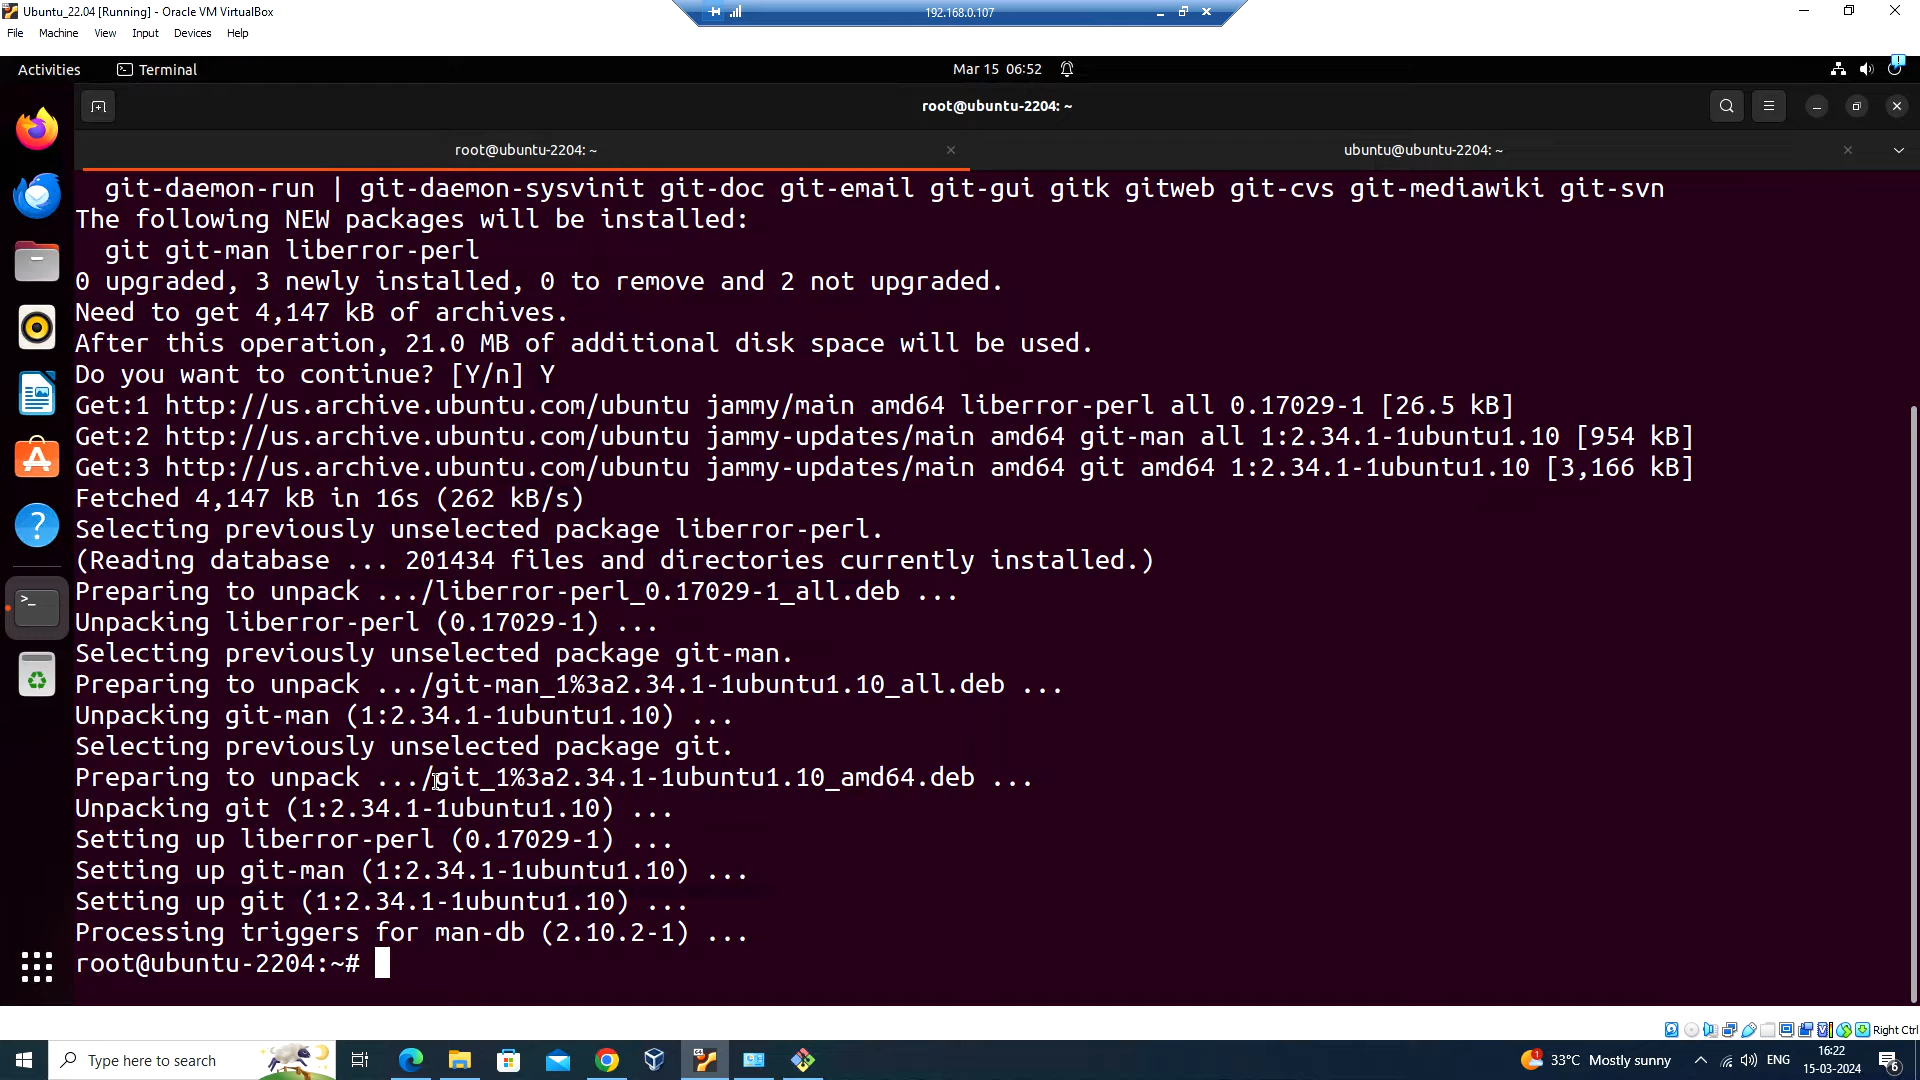 Ubuntu_22.04 [Running] - Oracle VM VirtualBox
192.168.0.107
File Machine View Input Devices Help
Activities Terminal Mar 15 06:52
root@ubuntu-2204: ~
root@ubuntu-2204: ~ ubuntu@ubuntu-2204: ~
git-daemon-run | git-daemon-sysvinit git-doc git-email git-gui gitk gitweb git-cvs git-mediawiki git-svn
The following NEW packages will be installed:
git git-man liberror-perl
0 upgraded, 3 newly installed, 0 to remove and 2 not upgraded.
Need to get 4,147 kB of archives.
After this operation, 21.0 MB of additional disk space will be used.
Do you want to continue? [Y/n] Y
Get:1 http://us.archive.ubuntu.com/ubuntu jammy/main amd64 liberror-perl all 0.17029-1 [26.5 kB]
Get:2 http://us.archive.ubuntu.com/ubuntu jammy-updates/main amd64 git-man all 1:2.34.1-1ubuntu1.10 [954 kB]
Get:3 http://us.archive.ubuntu.com/ubuntu jammy-updates/main amd64 git amd64 1:2.34.1-1ubuntu1.10 [3,166 kB]
Fetched 4,147 kB in 16s (262 kB/s)
Selecting previously unselected package liberror-perl.
(Reading database ... 201434 files and directories currently installed.)
Preparing to unpack .../liberror-perl_0.17029-1_all.deb ...
Unpacking liberror-perl (0.17029-1) ...
Selecting previously unselected package git-man.
Preparing to unpack .../git-man_1%3a2.34.1-1ubuntu1.10_all.deb ...
Unpacking git-man (1:2.34.1-1ubuntu1.10) ...
Selecting previously unselected package git.
Preparing to unpack .../git_1%3a2.34.1-1ubuntu1.10_amd64.deb ...
Unpacking git (1:2.34.1-1ubuntu1.10) ...
Setting up liberror-perl (0.17029-1) ...
Setting up git-man (1:2.34.1-1ubuntu1.10) ...
Setting up git (1:2.34.1-1ubuntu1.10) ...
Processing triggers for man-db (2.10.2-1) ...
root@ubuntu-2204:~#
Right Ctrl
Type here to search 33°C Mostly sunny ENG 16:22
15-03-2024